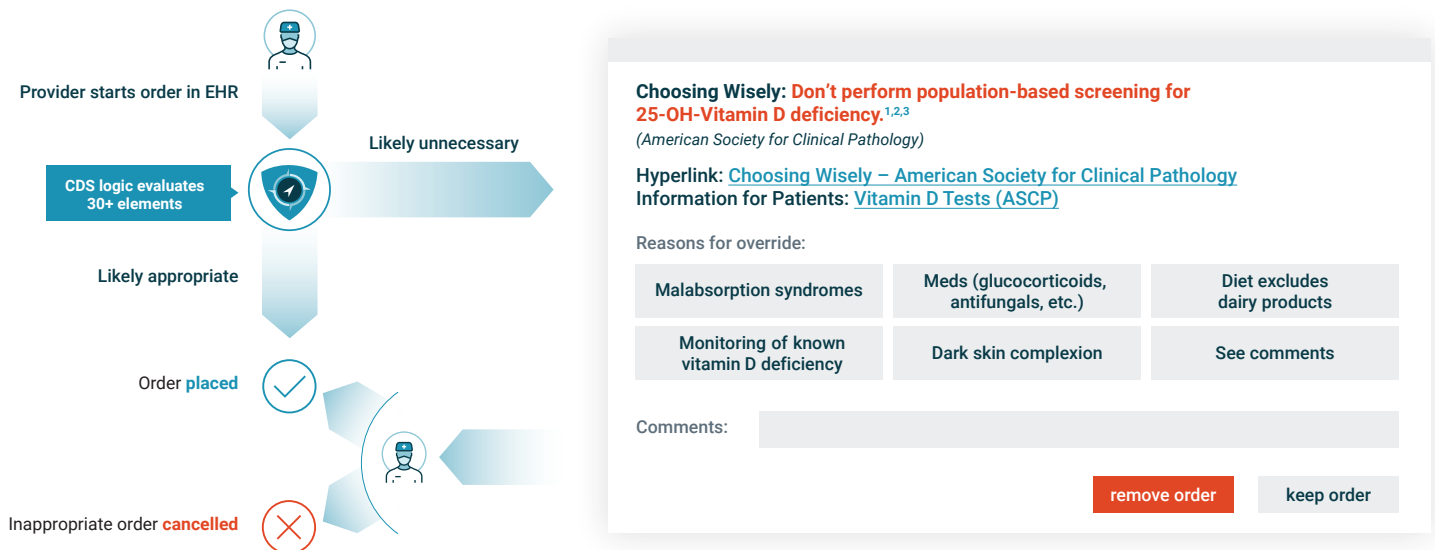 Provider starts order in EHR
Likely unnecessary
CDS logic evaluates
30+ elements
Likely appropriate
Order placed
Inappropriate order cancelled
Choosing Wisely: Don’t perform population-based screening for
25-OH-Vitamin D deficiency.1,2,3
(American Society for Clinical Pathology)
Hyperlink: Choosing Wisely – American Society for Clinical Pathology
Information for Patients: Vitamin D Tests (ASCP)
Reasons for override:
Malabsorption syndromes
Meds (glucocorticoids,
antifungals, etc.)
Diet excludes
dairy products
Monitoring of known
vitamin D deficiency
Dark skin complexion
See comments
Comments:
remove order
keep order